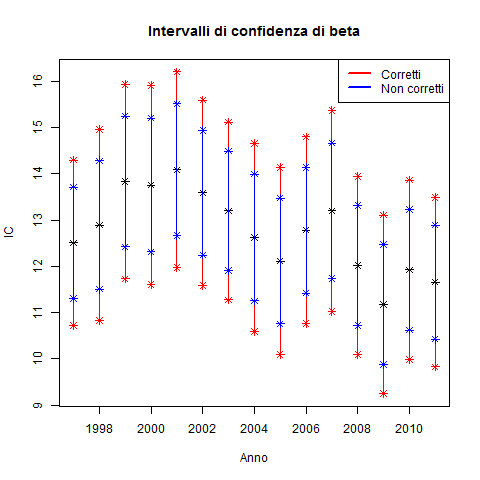 Intervalli di confidenza di beta
Corretti
Non corretti
IC
16
15
14
13
12
11
10
9
1998 2000 2002 2004 2006 2008 2010
Anno